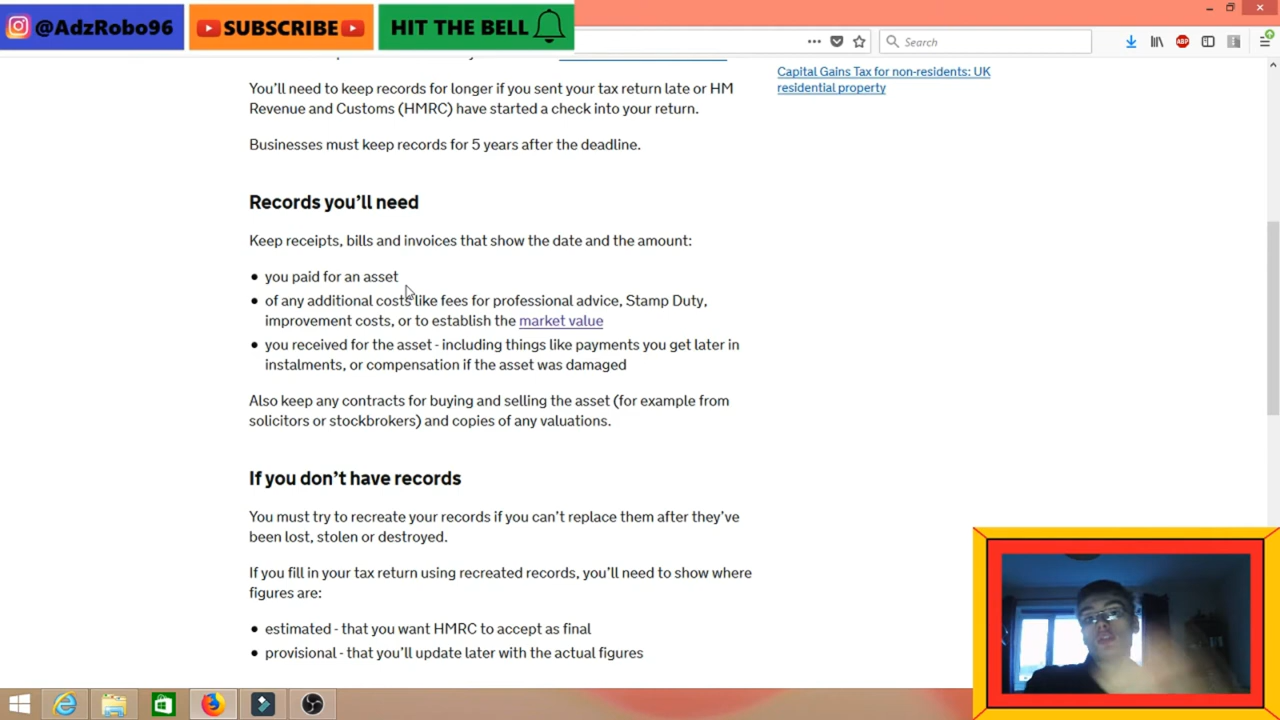 @AdzRobo96
SUBSCRIBE
HIT THE BELL
Search
Capital Gains Tax for non-residents: UK
residential property
You'll need to keep records for longer if you sent your tax return late or HM
Revenue and Customs (HMRC) have started a check into your return.
Businesses must keep records for 5 years after the deadline.
Records you'll need
Keep receipts, bills and invoices that show the date and the amount:
• you paid for an asset
• of any additional costs like fees for professional advice, Stamp Duty,
improvement costs, or to establish the market value
• you received for the asset - including things like payments you get later in
instalments, or compensation if the asset was damaged
Also keep any contracts for buying and selling the asset (for example from
solicitors or stockbrokers) and copies of any valuations.
If you don't have records
You must try to recreate your records if you can't replace them after they've
been lost, stolen or destroyed.
If you fill in your tax return using recreated records, you'll need to show where
figures are:
• estimated - that you want HMRC to accept as final
• provisional - that you'll update later with the actual figures